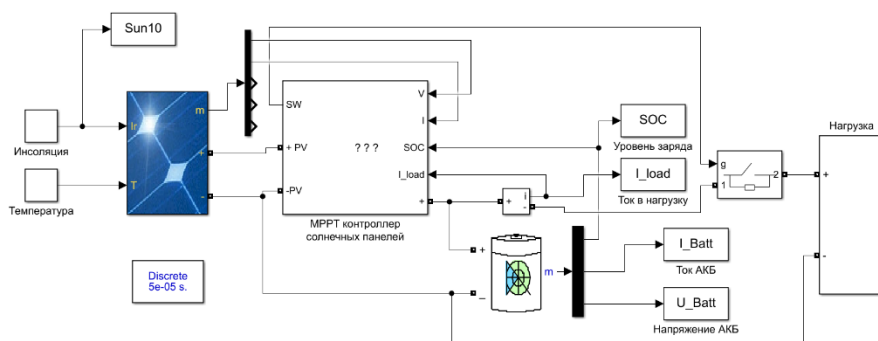 Sun10
Инсоляция
Температура
Ir
T
m
+
-
SW
+ PV
-PV
? ? ?
V
I
SOC
I_load
+
МРРТ контроллер
солнечных панелей
SOC
Уровень заряда
I_load
Ток в нагрузку
+
i
-
g
1
2
Нагрузка
+
-
+
_
m
I_Batt
Ток АКБ
U_Batt
Напряжение АКБ
Discrete
5e-05 s.